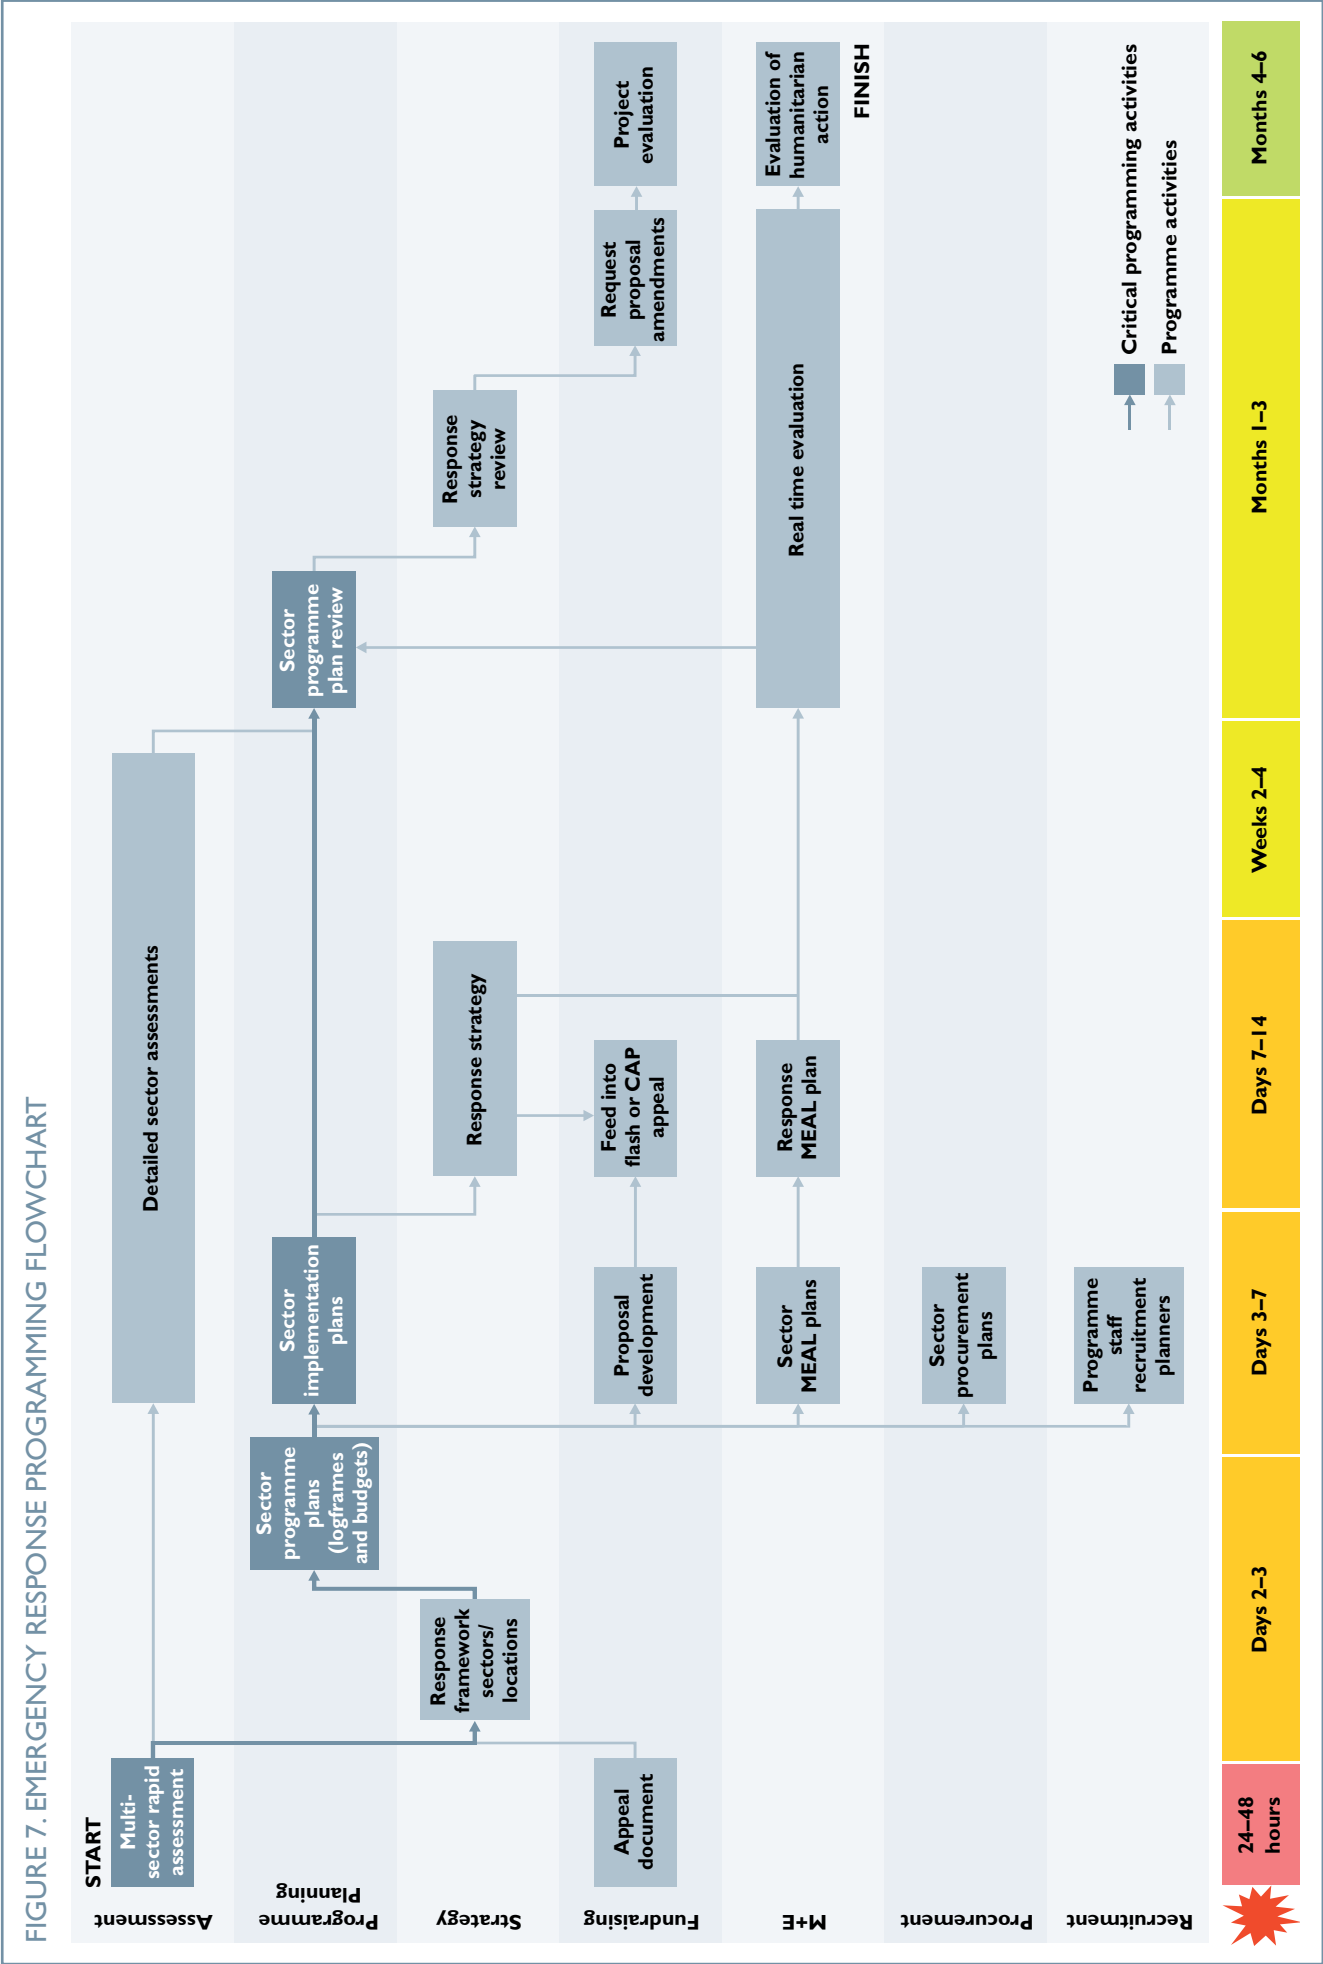 FIGURE 7. EMERGENCY RESPONSE PROGRAMMING FLOWCHART
Assessment
START
Multi-
sector rapid
assessment
Detailed sector assessments
Programme
Planning
Sector
programme
plans
(logframes
and budgets)
Sector
implementation
plans
Sector
programme
plan review
Strategy
Response
framework
sectors/
locations
Response strategy
Response
strategy
review
Fundraising
Appeal
document
Proposal
development
Feed into
flash or CAP
appeal
Request
proposal
amendments
Project
evaluation
M+E
Sector
MEAL plans
Response
MEAL plan
Real time evaluation
Evaluation of
humanitarian
action
FINISH
Procurement
Sector
procurement
plans
Recruitment
Programme
staff
recruitment
planners
Critical programming activities
Programme activities
24–48
hours
Days 2–3
Days 3–7
Days 7–14
Weeks 2–4
Months 1–3
Months 4–6